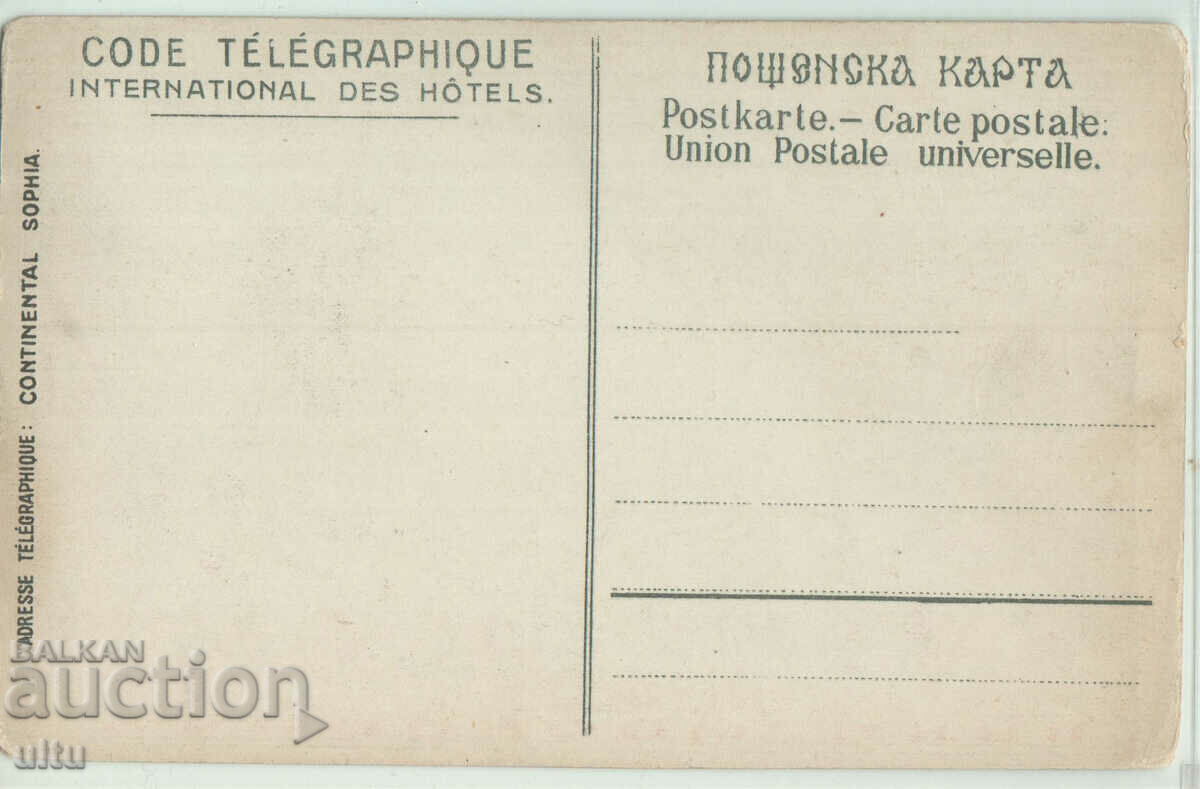 CODE TÉLÉGRAPHIQUE
INTERNATIONAL DES HÔTELS.
ADRESSE TÉLÉGRAPHIQUE: CONTINENTAL SOPHIA.
ПОЩѢНСКА КАРТА
Postkarte.— Carte postale:
Union Postale universelle.
BALKAN
auction
ultu